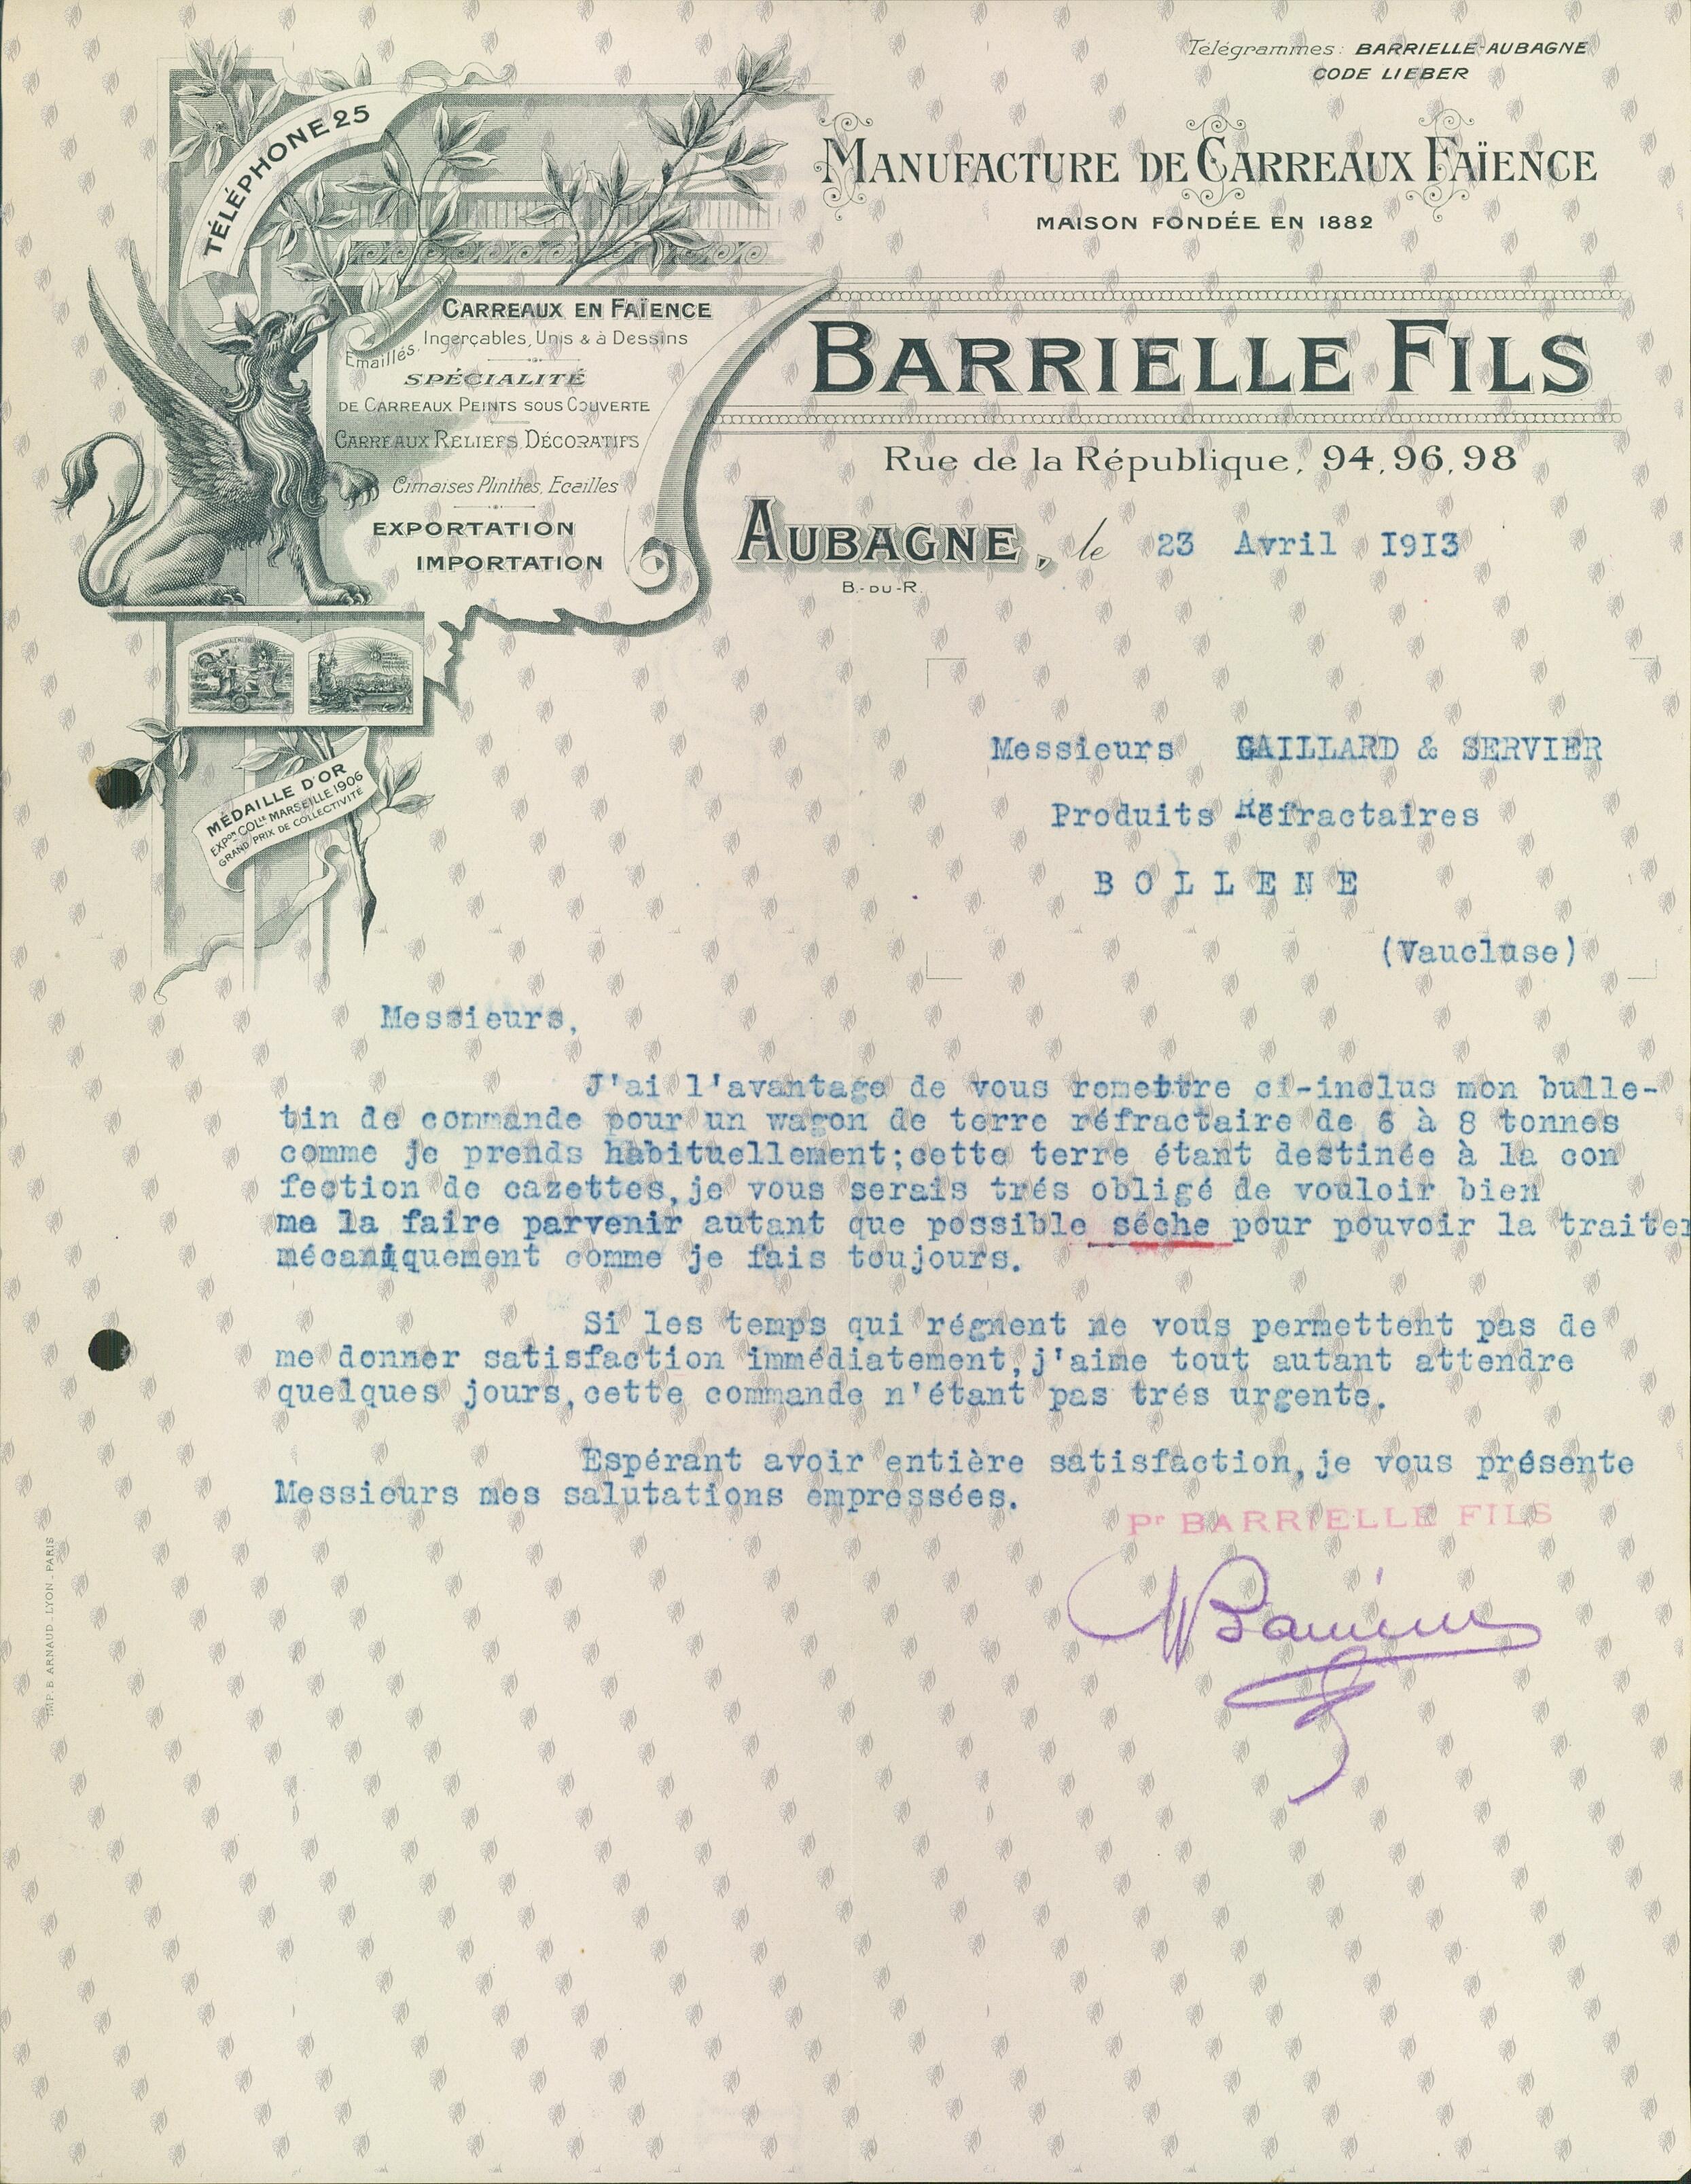 Télégrammes: BARRIELLE-AUBAGNE
CODE LIEBER
TÉLÉPHONE 25
MANUFACTURE DE CARREAUX FAÏENCE
MAISON FONDÉE EN 1882
CARREAUX EN FAÏENCE
Emaillés, Ingerçables, Unis & à Dessins
SPÉCIALITÉ
DE CARREAUX PEINTS SOUS COUVERTE
CARREAUX RELIEFS DÉCORATIFS
Cimaises Plinthes, Ecailles
EXPORTATION
IMPORTATION
BARRIELLE FILS
Rue de la République, 94, 96, 98
AUBAGNE, le 23 Avril 1913
B.-DU-R.
MÉDAILLE D'OR
EXPON COLLE MARSEILLE 1906
GRAND PRIX DE COLLECTIVITÉ
Messieurs GAILLARD & SERVIER
Produits Réfractaires
BOLLENE
(Vaucluse)
Messieurs,
J'ai l'avantage de vous remettre ci-inclus mon bulle-
tin de commande pour un wagon de terre réfractaire de 6 à 8 tonnes
comme je prends habituellement;cette terre étant destinée à la con
fection de cazettes,je vous serais trés obligé de vouloir bien
me la faire parvenir autant que possible séche pour pouvoir la traiter
mécaniquement comme je fais toujours.
Si les temps qui régnent ne vous permettent pas de
me donner satisfaction immédiatement,j'aime tout autant attendre
quelques jours,cette commande n'étant pas trés urgente.
Espérant avoir entière satisfaction,je vous présente
Messieurs mes salutations empressées.
Pr BARRIELLE FILS
IMP. B. ARNAUD. LYON - PARIS